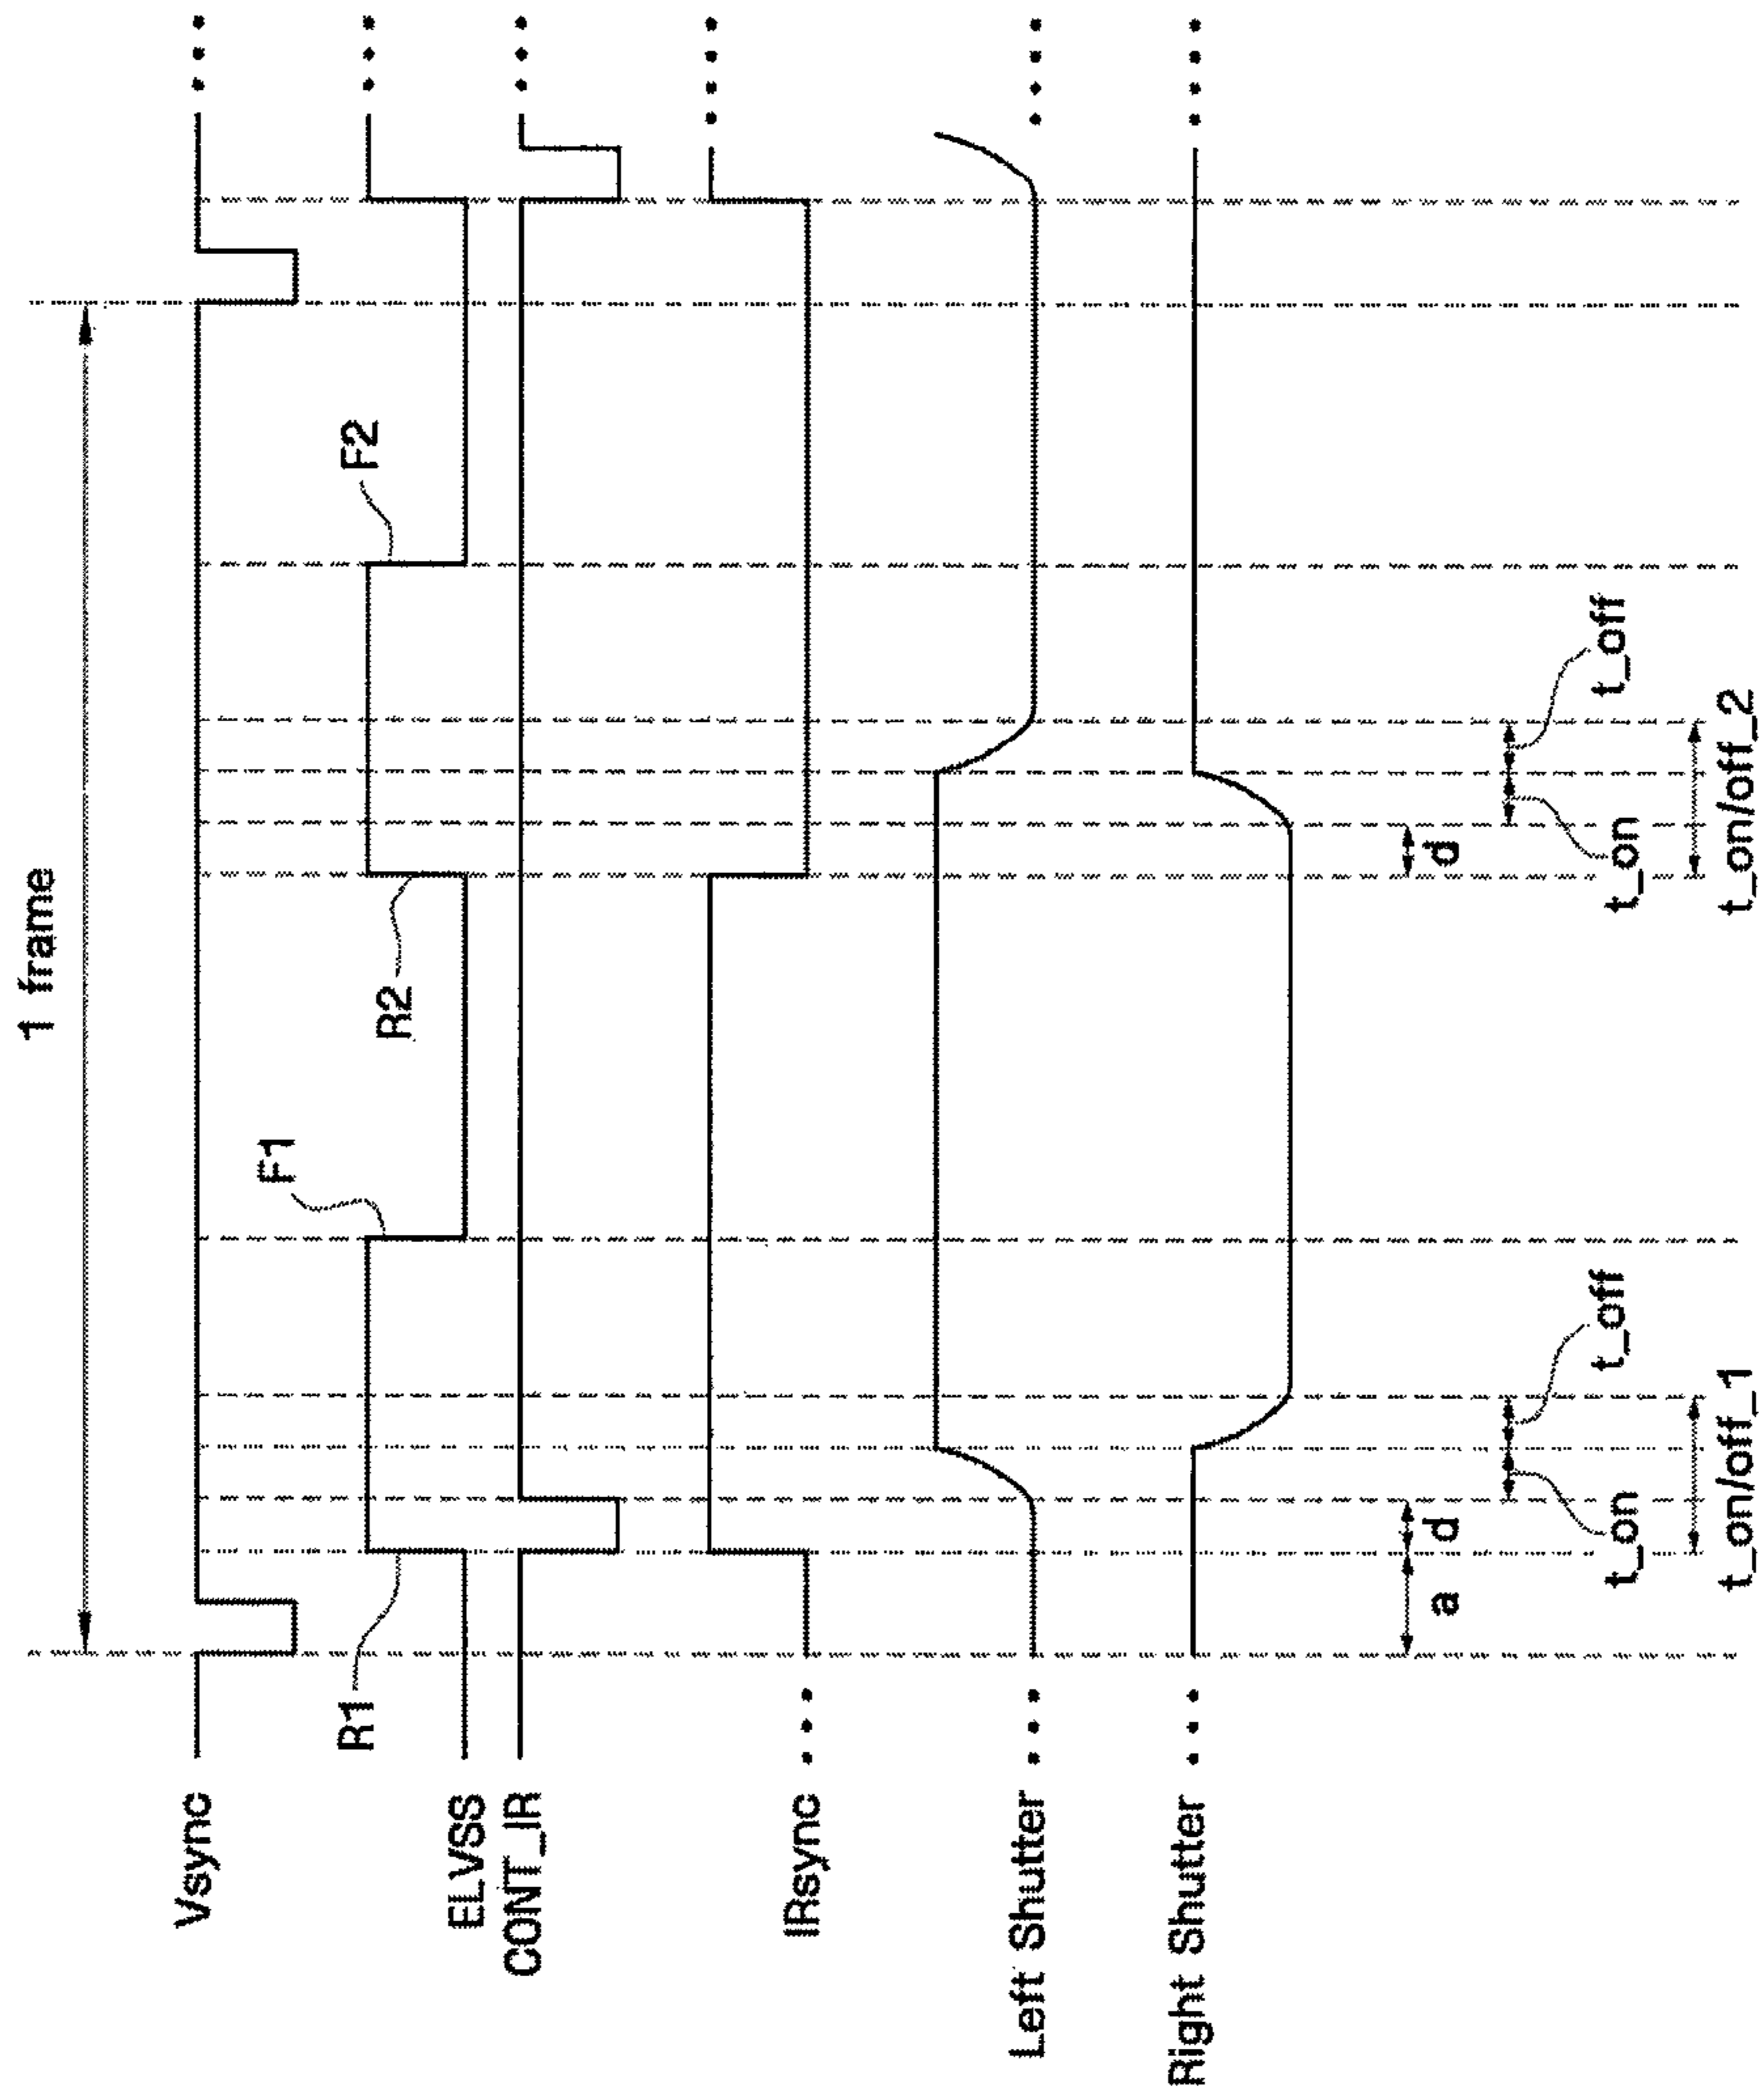 1 frame
Vsync
R1
F1
R2
F2
ELVSS
CONT_IR
IRsync
Left Shutter
Right Shutter
a
d
d
t_on
t_off
t_on
t_off
t_on/off_1
t_on/off_2